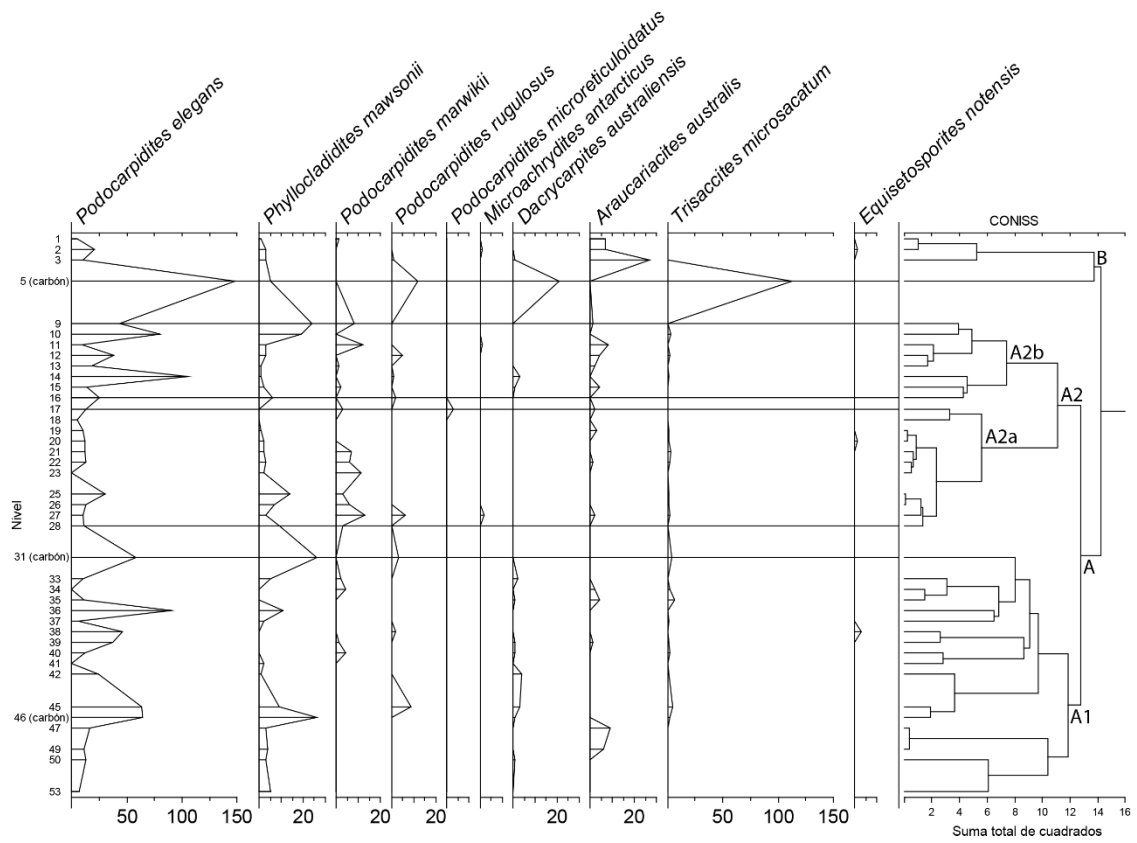 Podocarpidites elegans
Phyllocladidites mawsonii
Podocarpidites marwikii
Podocarpidites rugulosus
Podocarpidites microreticuloidatus
Microachrydites antarcticus
Dacrycarpites australiensis
Araucariacites australis
Trisaccites microsacatum
Equisetosporites notensis
CONISS
Nivel
1
2
3
5 (carbón)
9
10
11
12
13
14
15
16
17
18
19
20
21
22
23
25
26
27
28
31 (carbón)
33
34
35
36
37
38
39
40
41
42
45
46 (carbón)
47
49
50
53
B
A2b
A2
A2a
A
A1
50 100 150 20 20 20 20 20 50 100 150
2 4 6 8 10 12 14 16
Suma total de cuadrados